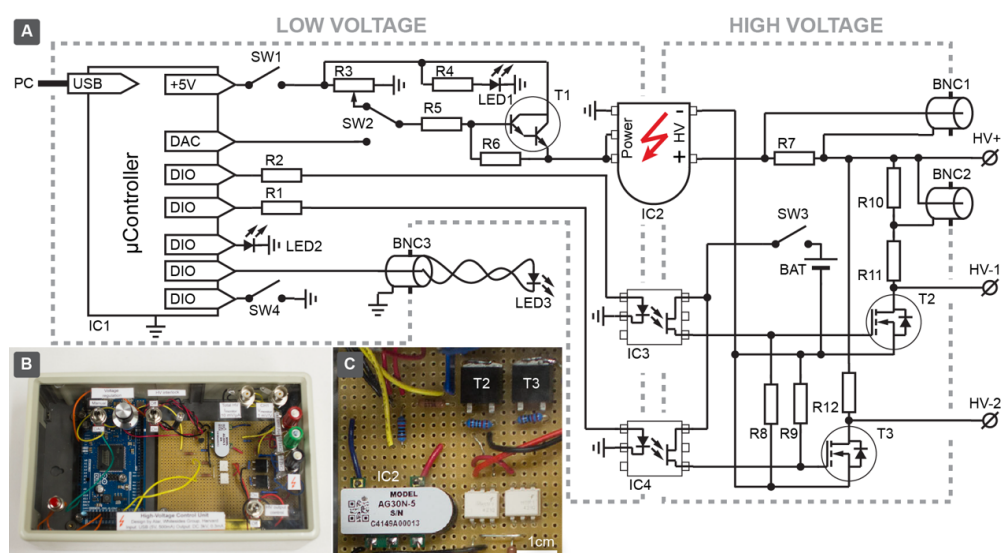 A
LOW VOLTAGE
HIGH VOLTAGE
PC
USB
+5V
SW1
R3
R4
LED1
T1
BNC1
SW2
R5
R6
Power
HV
-
+
R7
HV+
DAC
DIO
R2
IC2
BNC2
R10
µController
DIO
R1
SW3
DIO
LED2
BNC3
BAT
R11
HV-1
DIO
LED3
T2
DIO
SW4
IC1
IC3
R12
HV-2
R8
R9
T3
IC4
B
High-Voltage Control Unit
C
T2
T3
IC2
MODEL
AG30N-5
S/N
C4149A00013
1cm